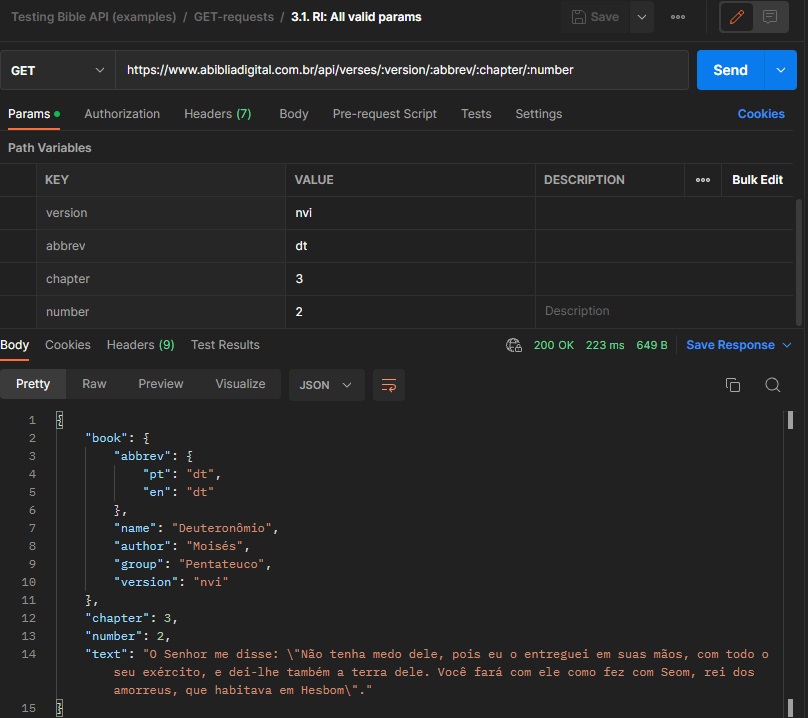 Testing Bible API (examples) / GET-requests / 3.1. RI: All valid params
Save
GET
https://www.abibliadigital.com.br/api/verses/:version/:abbrev/:chapter/:number
Send
Params Authorization Headers (7) Body Pre-request Script Tests Settings Cookies
Path Variables
KEY VALUE DESCRIPTION Bulk Edit
version nvi
abbrev dt
chapter 3
number 2 Description
Body Cookies Headers (9) Test Results 200 OK 223 ms 649 B Save Response
Pretty Raw Preview Visualize JSON
1 {
2 "book": {
3 "abbrev": {
4 "pt": "dt",
5 "en": "dt"
6 },
7 "name": "Deuteronômio",
8 "author": "Moisés",
9 "group": "Pentateuco",
10 "version": "nvi"
11 },
12 "chapter": 3,
13 "number": 2,
14 "text": "O Senhor me disse: \"Não tenha medo dele, pois eu o entreguei em suas mãos, com todo o
seu exército, e dei-lhe também a terra dele. Você fará com ele como fez com Seom, rei dos
amorreus, que habitava em Hesbom\"."
15 }